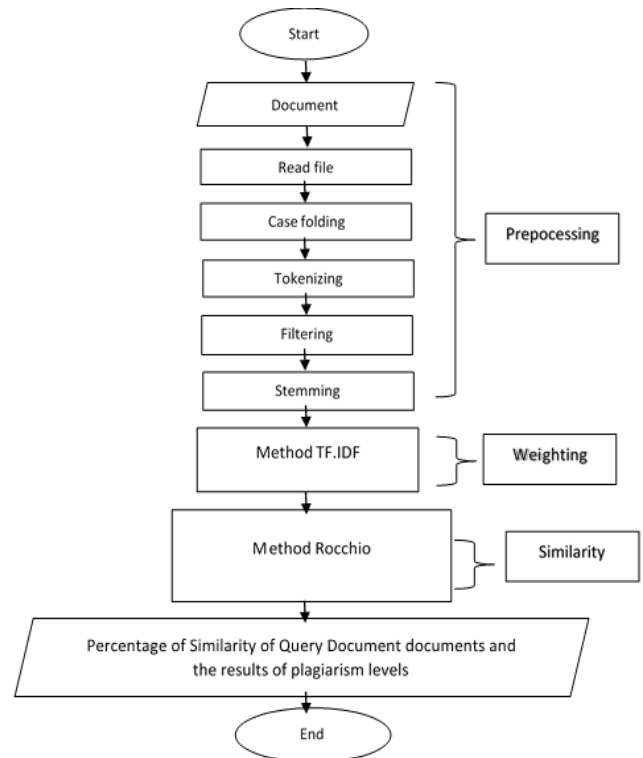 Start
Document
Read file
Case folding
Tokenizing
Filtering
Stemming
Prepocessing
Method TF.IDF
Weighting
Method Rocchio
Similarity
Percentage of Similarity of Query Document documents and
the results of plagiarism levels
End